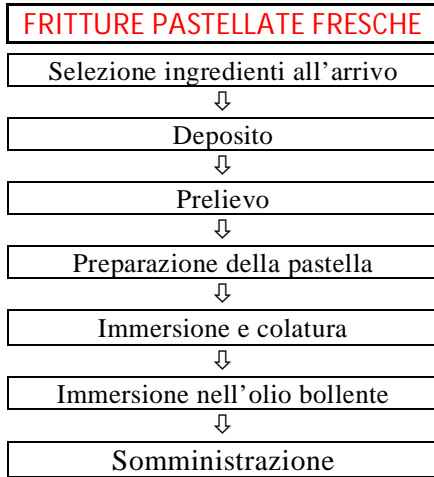 FRITTURE PASTELLATE FRESCHE
Selezione ingredienti all'arrivo
⇩
Deposito
⇩
Prelievo
⇩
Preparazione della pastella
⇩
Immersione e colatura
⇩
Immersione nell'olio bollente
⇩
Somministrazione